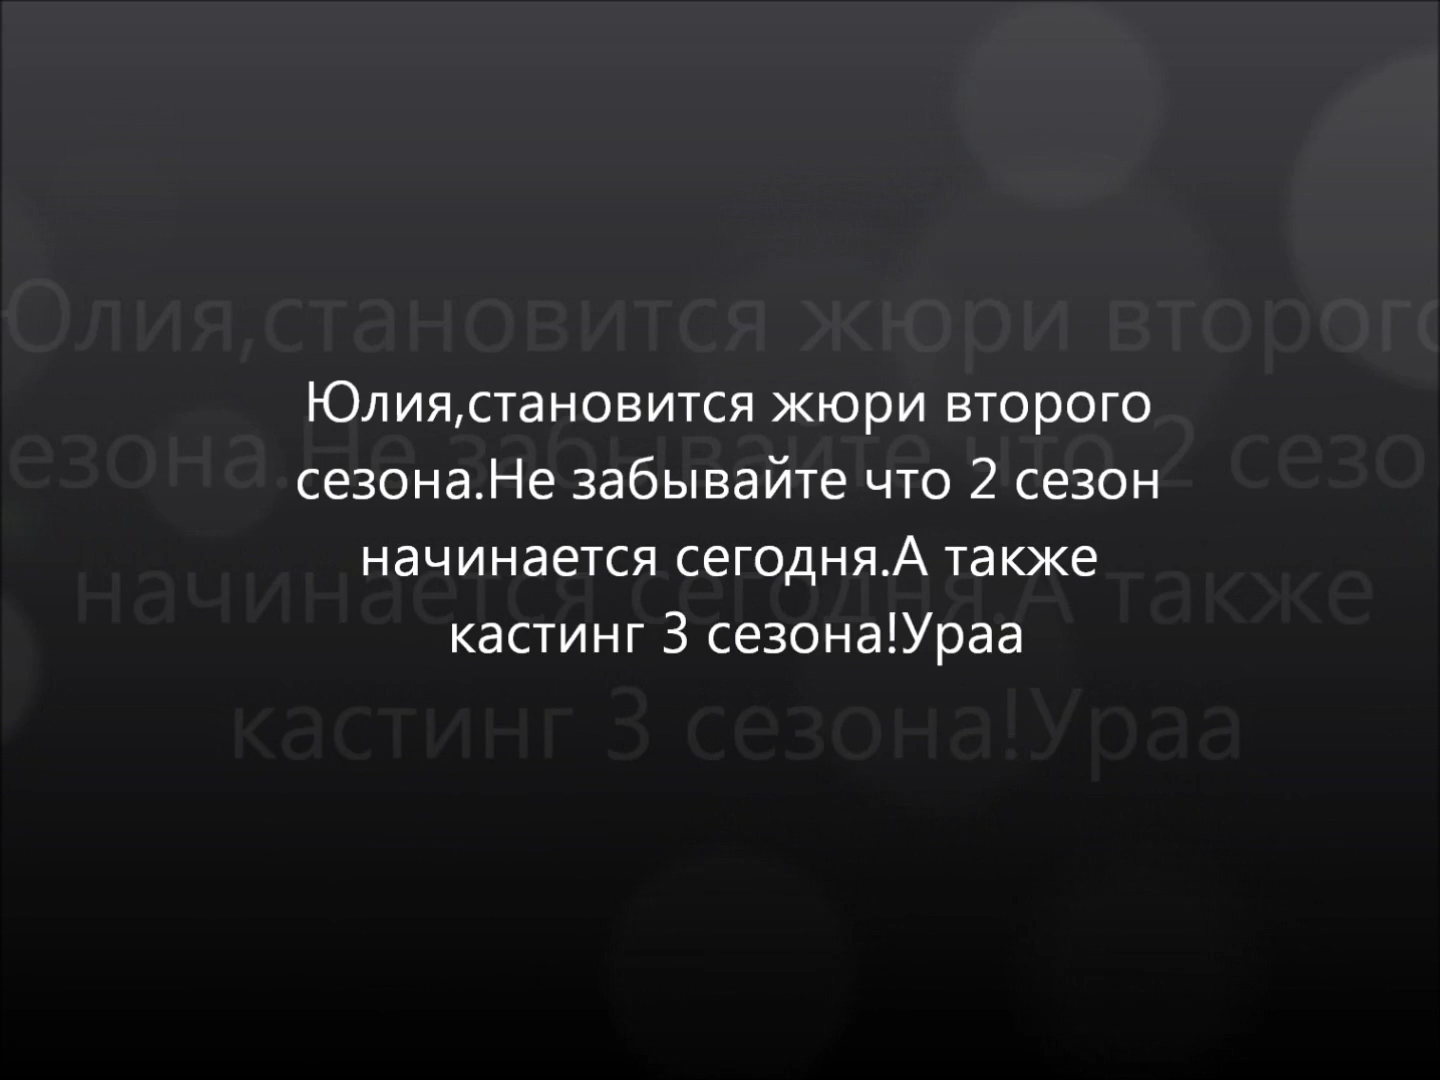 Юлия,становится жюри второго
сезона.Не забывайте что 2 сезон
начинается сегодня.А также
кастинг 3 сезона!Ураа